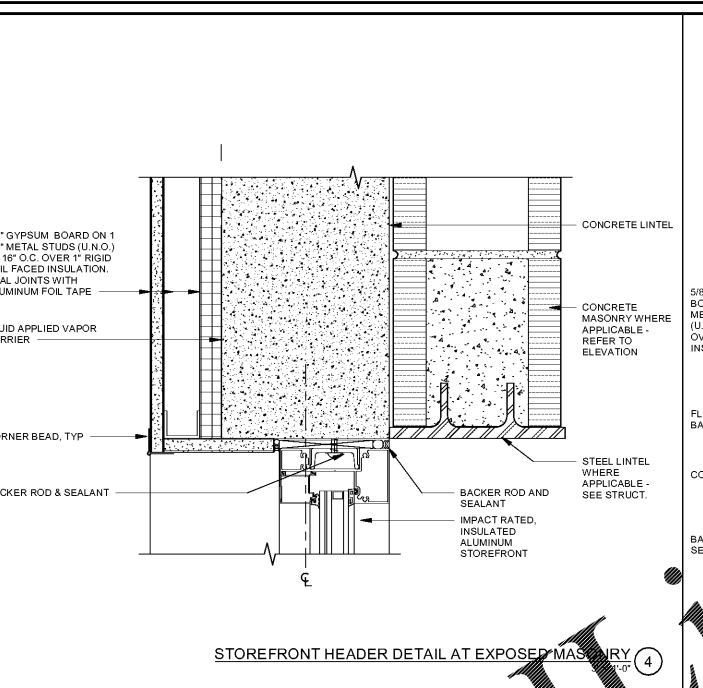 " GYPSUM BOARD ON 1
" METAL STUDS (U.N.O.)
16" O.C. OVER 1" RIGID
IL FACED INSULATION.
AL JOINTS WITH
UMINUM FOIL TAPE
UID APPLIED VAPOR
RRIER
RNER BEAD, TYP
CKER ROD & SEALANT
CONCRETE LINTEL
CONCRETE
MASONRY WHERE
APPLICABLE -
REFER TO
ELEVATION
STEEL LINTEL
WHERE
APPLICABLE -
SEE STRUCT.
BACKER ROD AND
SEALANT
IMPACT RATED,
INSULATED
ALUMINUM
STOREFRONT
CL
STOREFRONT HEADER DETAIL AT EXPOSED MASONRY
4
5/8
BO
ME
(U.
OV
INS
FL
BA
CO
BA
SE